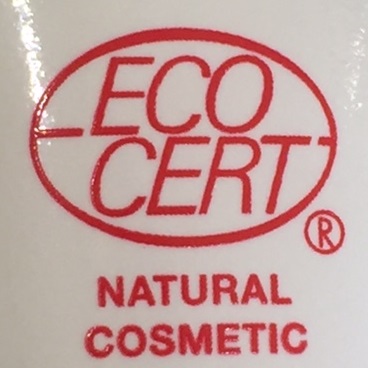 ECO
CERT
®
NATURAL
COSMETIC